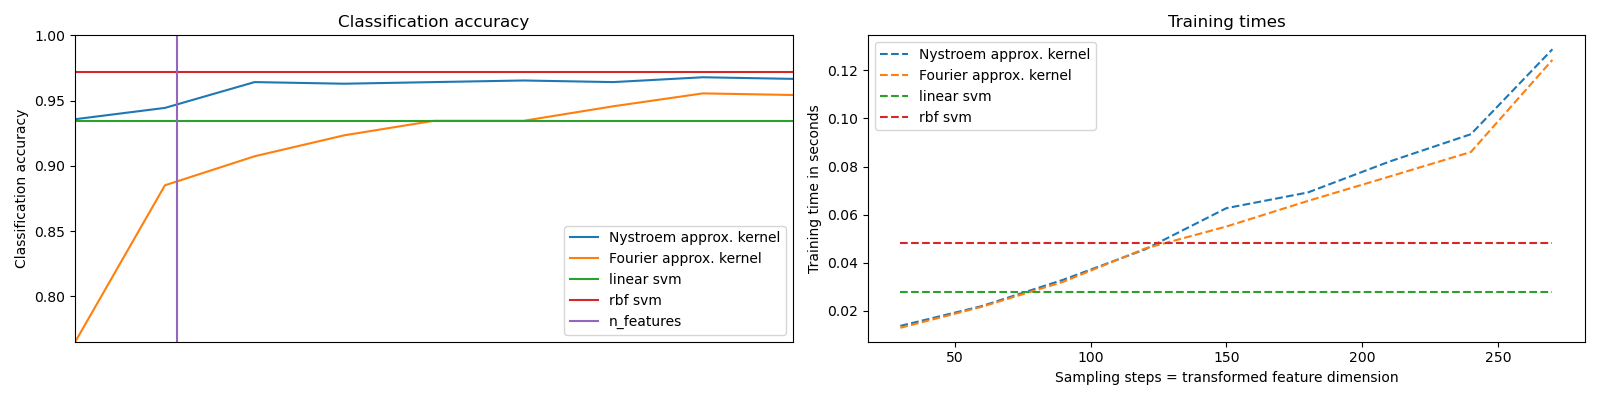 Classification accuracy
Classification accuracy
1.00
0.95
0.90
0.85
0.80
Nystroem approx. kernel
Fourier approx. kernel
linear svm
rbf svm
n_features
Training times
Training time in seconds
0.12
0.10
0.08
0.06
0.04
0.02
Nystroem approx. kernel
Fourier approx. kernel
linear svm
rbf svm
50 100 150 200 250
Sampling steps = transformed feature dimension